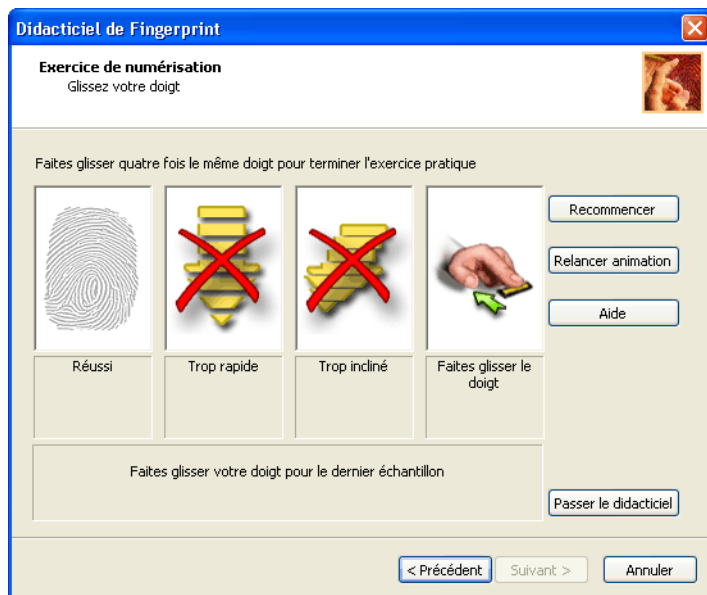 Didacticiel de Fingerprint
Exercice de numérisation
Glissez votre doigt
Faites glisser quatre fois le même doigt pour terminer l'exercice pratique
Recommencer
Relancer animation
Aide
Réussi
Trop rapide
Trop incliné
Faites glisser le
doigt
Faites glisser votre doigt pour le dernier échantillon
Passer le didacticiel
< Précédent
Suivant >
Annuler